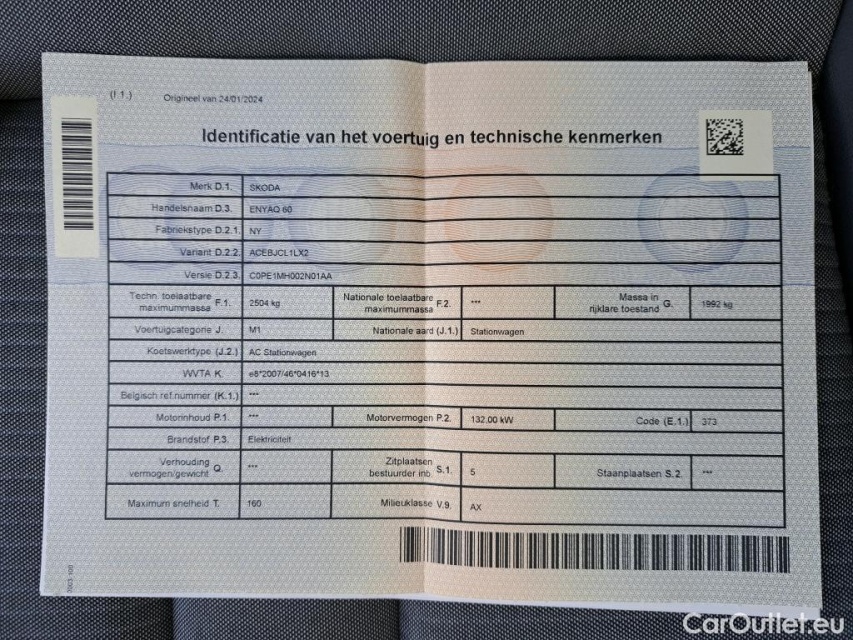 (I 1.) Origineel van 24/01/2024
Identificatie van het voertuig en technische kenmerken
Merk D.1. SKODA
Handelsnaam D.3. ENYAQ 60
Fabriekstype D.2.1. NY
Variant D.2.2. ACEBJCL1LX2
Versie D.2.3. C0PE1MH002N01AA
Techn. toelaatbare maximummassa F.1. 2504 kg Nationale toelaatbare maximummassa F.2. *** Massa in rijklare toestand G. 1992 kg
Voertuigcategorie J. M1 Nationale aard (J.1.) Stationwagen
Koetswerktype (J.2.) AC Stationwagen
WVTA K. e8*2007/46*0416*13
Belgisch ref.nummer (K.1.) ***
Motorinhoud P.1. *** Motorvermogen P.2. 132,00 kW Code (E.1.) 373
Brandstof P.3. Elektriciteit
Verhouding vermogen/gewicht Q. *** Zitplaatsen bestuurder inb. S.1. 5 Staanplaatsen S.2. ***
Maximum snelheid T. 160 Milieuklasse V.9. AX
CarOutlet.eu